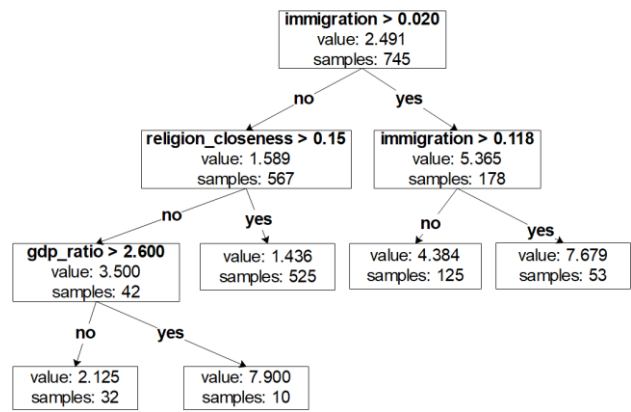 immigration > 0.020
value: 2.491
samples: 745
no
yes
religion_closeness > 0.15
value: 1.589
samples: 567
immigration > 0.118
value: 5.365
samples: 178
no
yes
no
yes
gdp_ratio > 2.600
value: 3.500
samples: 42
value: 1.436
samples: 525
value: 4.384
samples: 125
value: 7.679
samples: 53
no
yes
value: 2.125
samples: 32
value: 7.900
samples: 10